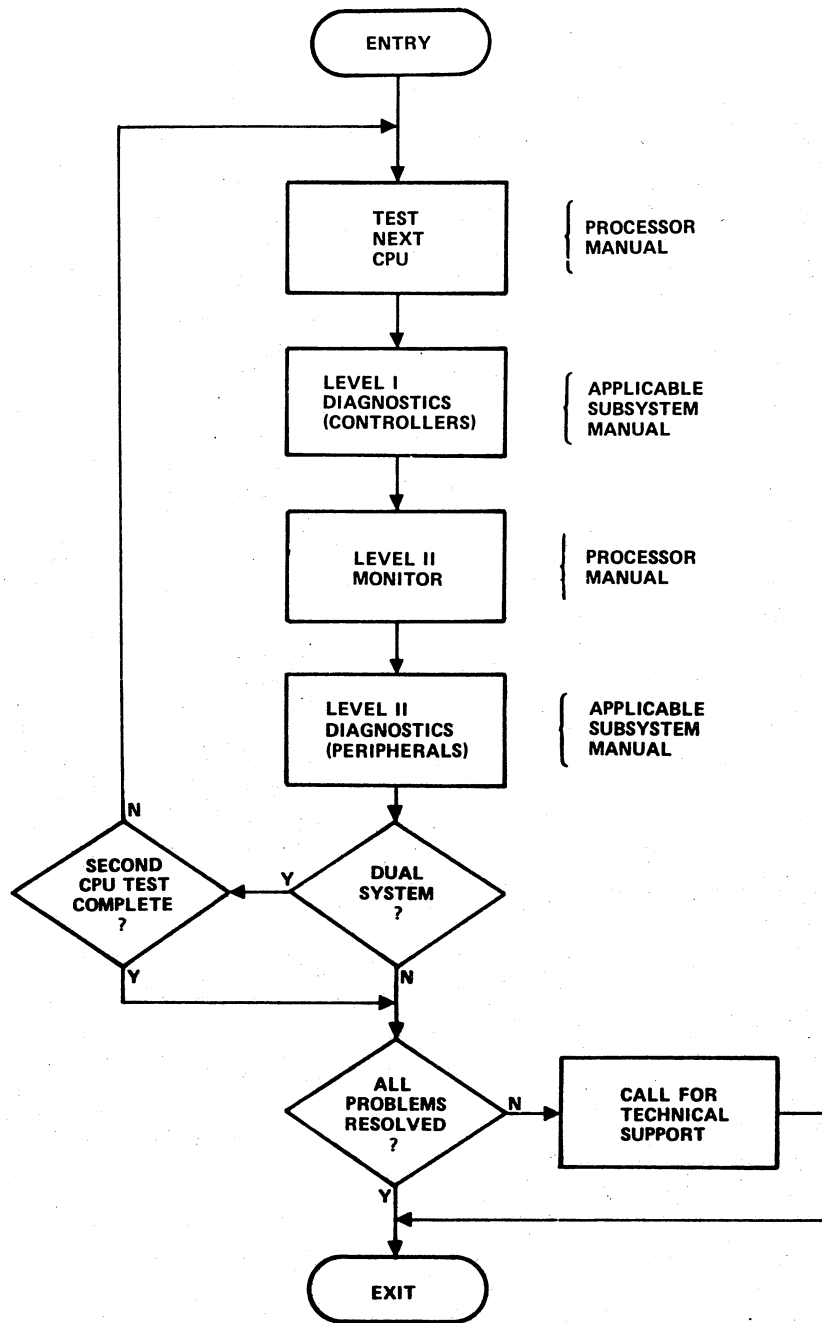 ENTRY
TEST
NEXT
CPU
PROCESSOR
MANUAL
LEVEL I
DIAGNOSTICS
(CONTROLLERS)
APPLICABLE
SUBSYSTEM
MANUAL
LEVEL II
MONITOR
PROCESSOR
MANUAL
LEVEL II
DIAGNOSTICS
(PERIPHERALS)
APPLICABLE
SUBSYSTEM
MANUAL
N
SECOND
CPU TEST
COMPLETE
?
Y
Y
DUAL
SYSTEM
?
N
ALL
PROBLEMS
RESOLVED
?
N
Y
CALL FOR
TECHNICAL
SUPPORT
EXIT